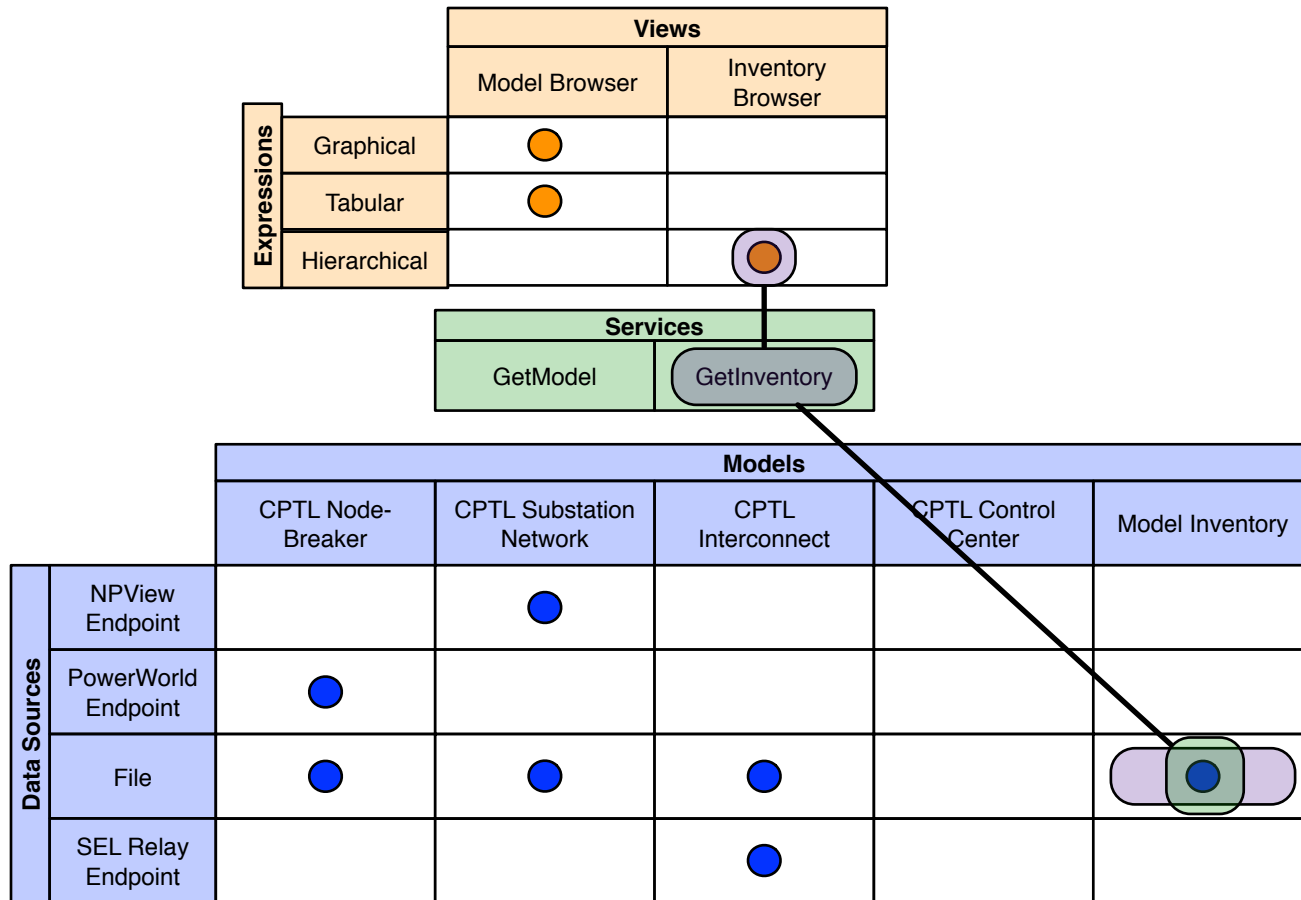 Views
Model Browser
Inventory
Browser
Expressions
Graphical
Tabular
Hierarchical
Services
GetModel
GetInventory
Models
CPTL Node-
Breaker
CPTL Substation
Network
CPTL
Interconnect
CPTL Control
Center
Model Inventory
Data Sources
NPView
Endpoint
PowerWorld
Endpoint
File
SEL Relay
Endpoint